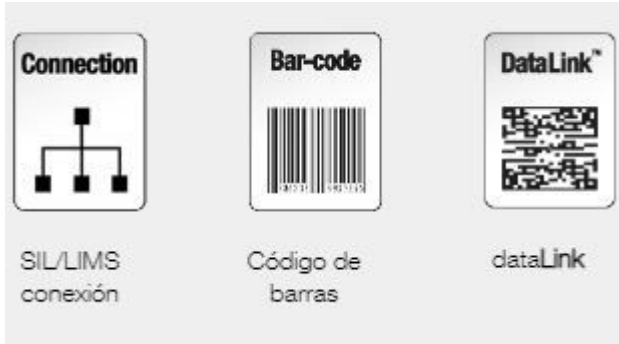 Connection
Bar-code
DataLink™
SIL/LIMS
conexión
Código de
barras
dataLink